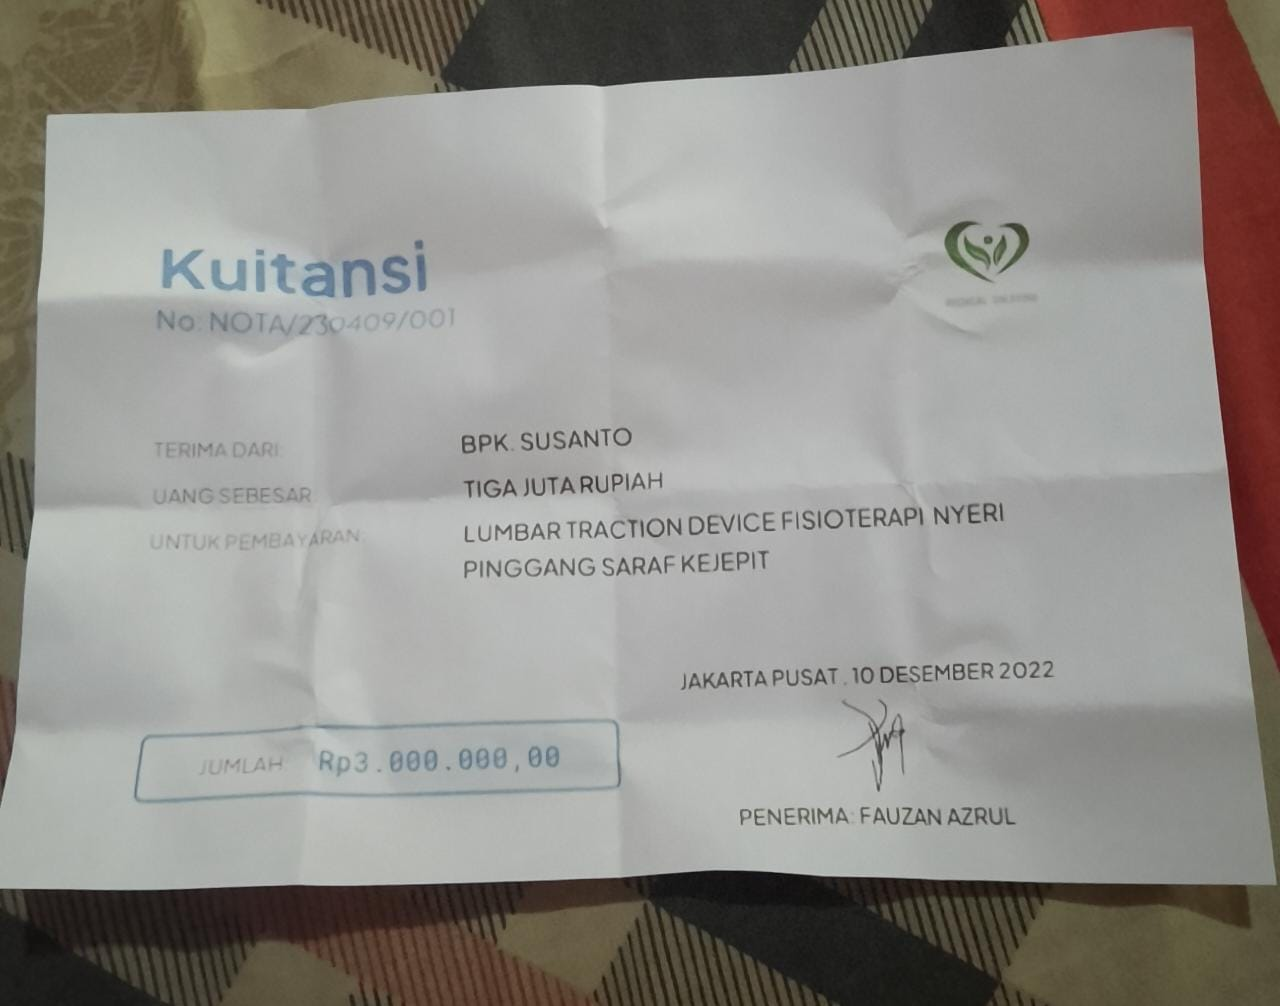 Kuitansi
No: NOTA/230409/001
TERIMA DARI: BPK. SUSANTO
UANG SEBESAR TIGA JUTA RUPIAH
UNTUK PEMBAYARAN: LUMBAR TRACTION DEVICE FISIOTERAPI NYERI
PINGGANG SARAF KEJEPIT
JAKARTA PUSAT , 10 DESEMBER 2022
JUMLAH: Rp3.000.000,00
PENERIMA: FAUZAN AZRUL